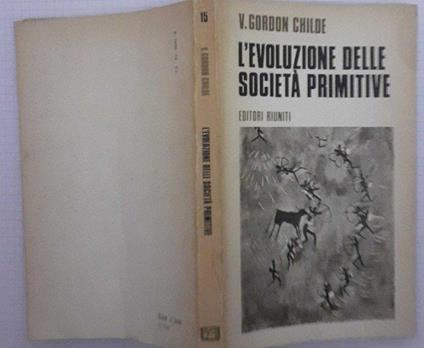 15
V. GORDON CHILDE
L'EVOLUZIONE DELLE SOCIETÀ PRIMITIVE
V. GORDON CHILDE
L'EVOLUZIONE DELLE
SOCIETÀ PRIMITIVE
EDITORI RIUNITI